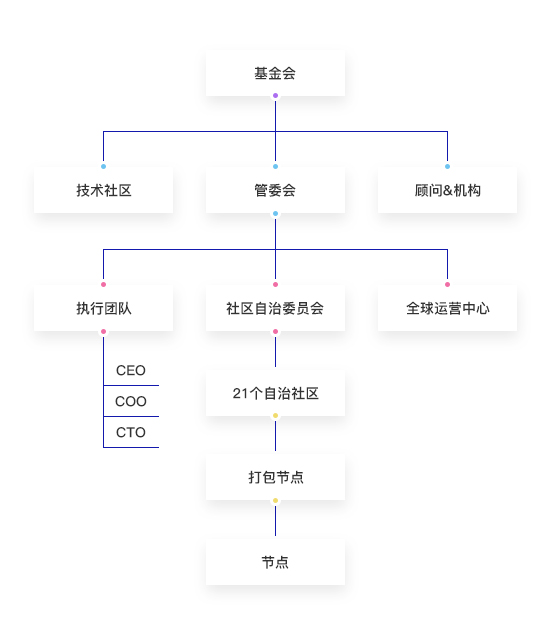 基金会
技术社区
管委会
顾问&机构
执行团队
社区自治委员会
全球运营中心
CEO
COO
CTO
21个自治社区
打包节点
节点